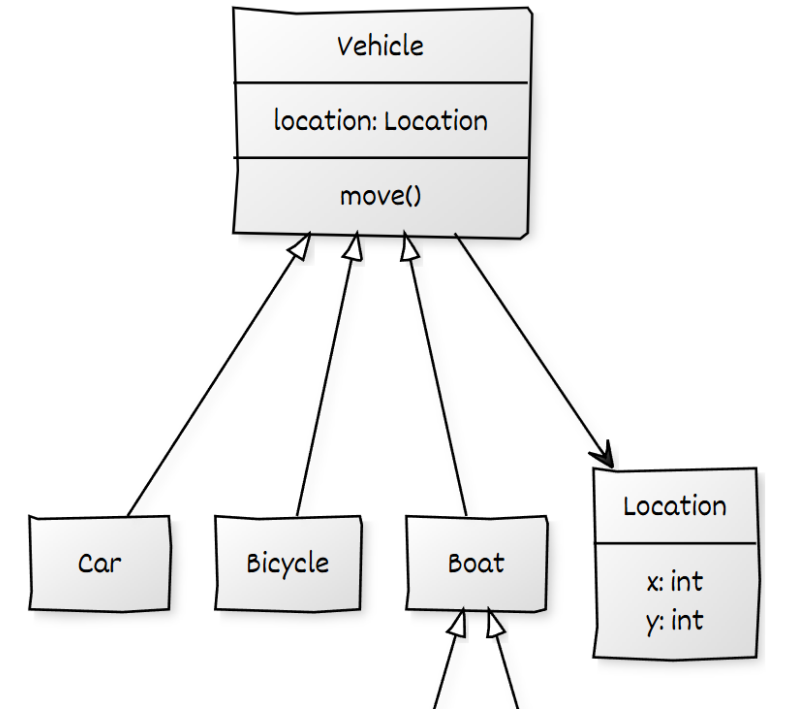 Vehicle
location: Location
move()
Car
Bicycle
Boat
Location
x: int
y: int